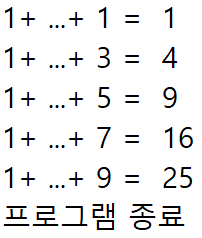 1+ ...+ 1 = 1
1+ ...+ 3 = 4
1+ ...+ 5 = 9
1+ ...+ 7 = 16
1+ ...+ 9 = 25
프로그램 종료